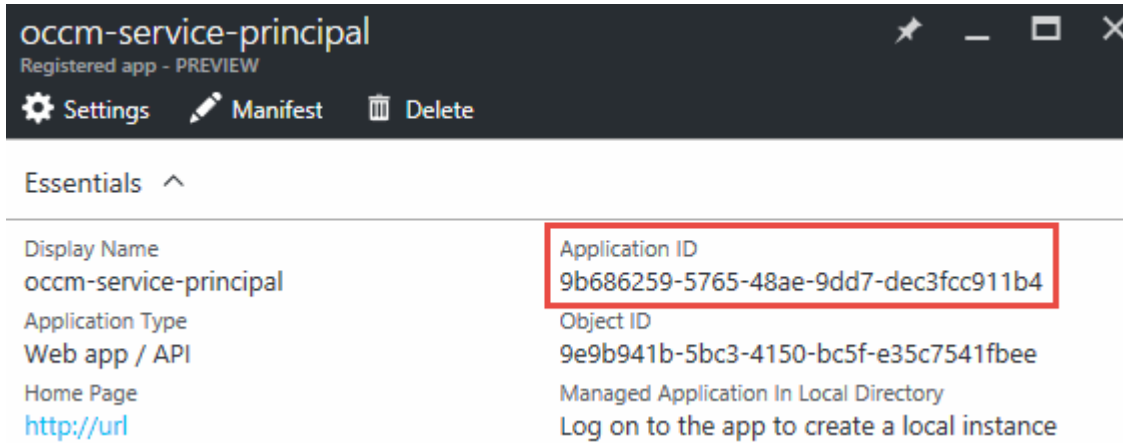 occm-service-principal
Registered app - PREVIEW
Settings Manifest Delete
Essentials
Display Name
occm-service-principal
Application ID
9b686259-5765-48ae-9dd7-dec3fcc911b4
Application Type
Web app / API
Object ID
9e9b941b-5bc3-4150-bc5f-e35c7541fbee
Home Page
http://url
Managed Application In Local Directory
Log on to the app to create a local instance